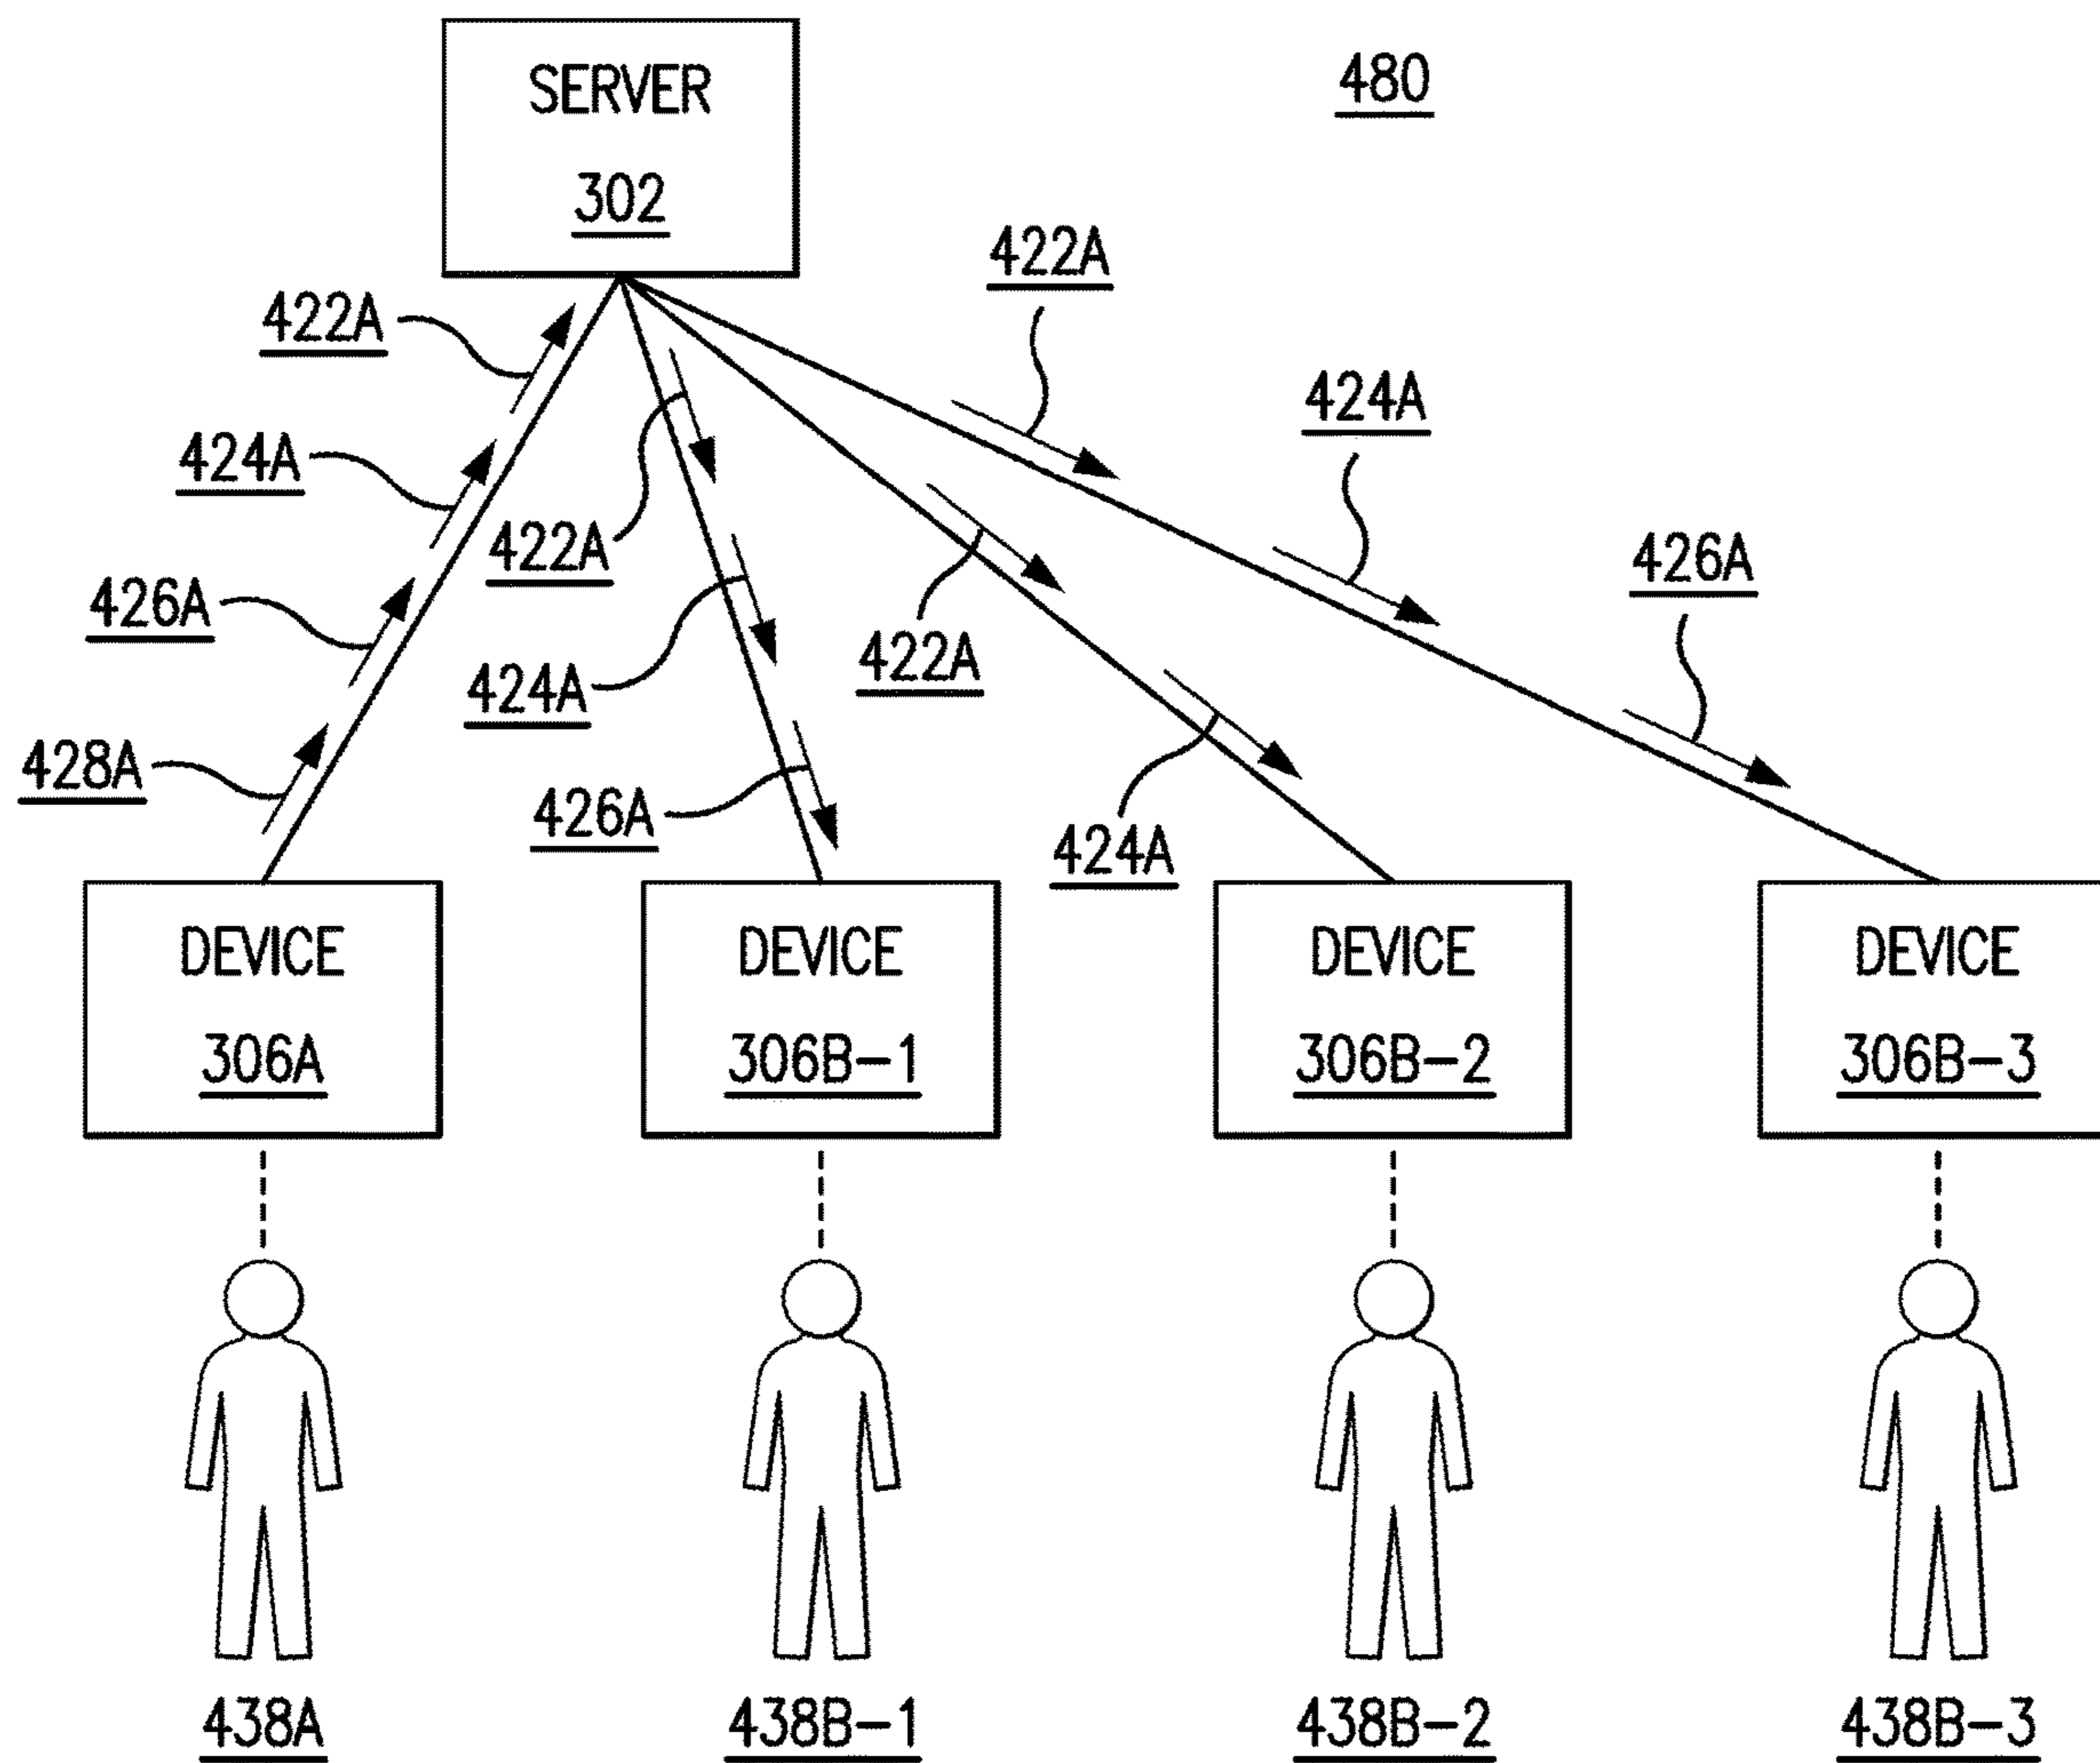 SERVER
302
480
422A
422A
424A
424A
422A
426A
426A
422A
424A
428A
426A
424A
DEVICE
306A
DEVICE
306B-1
DEVICE
306B-2
DEVICE
306B-3
438A
438B-1
438B-2
438B-3